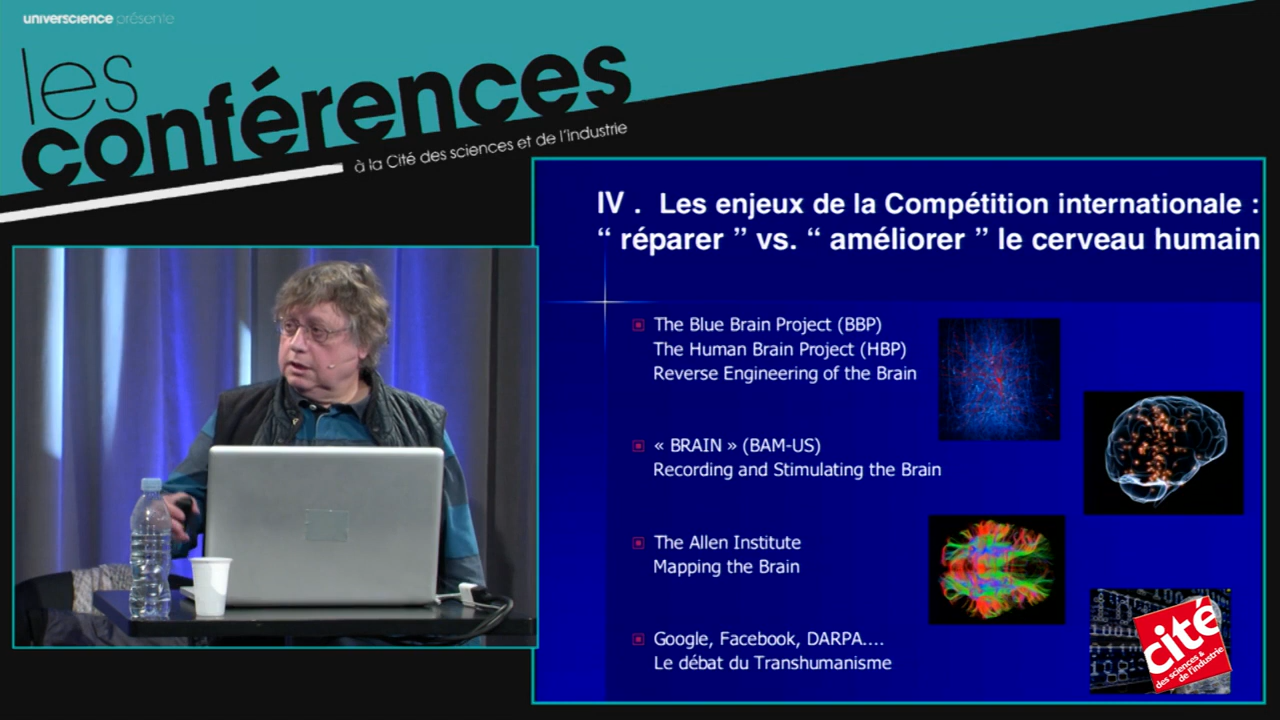 universcience présente
les
conférences
à la Cité des sciences et de l'industrie
IV . Les enjeux de la Compétition internationale :
“ réparer ” vs. “ améliorer ” le cerveau humain
The Blue Brain Project (BBP)
The Human Brain Project (HBP)
Reverse Engineering of the Brain
« BRAIN » (BAM-US)
Recording and Stimulating the Brain
The Allen Institute
Mapping the Brain
Google, Facebook, DARPA....
Le débat du Transhumanisme
cité
des sciences &
de l'industrie